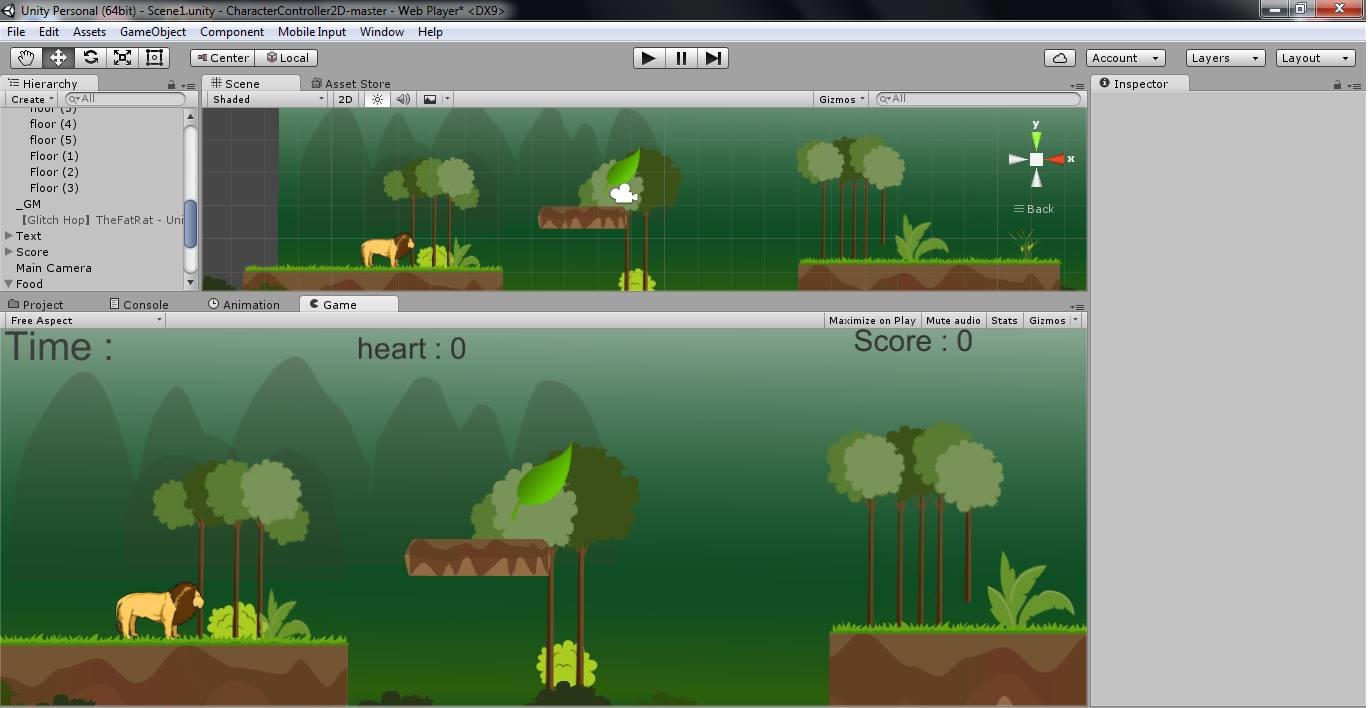 Unity Personal (64bit) - Scene1.unity - CharacterController2D-master - Web Player* <DX9>
File Edit Assets GameObject Component Mobile Input Window Help
Center Local Account Layers Layout
Hierarchy Scene Asset Store Inspector
Create All Shaded 2D Gizmos All
floor (3)
floor (4)
floor (5)
Floor (1)
Floor (2)
Floor (3)
_GM
【Glitch Hop】TheFatRat - Uni
Text
Score
Main Camera
Food
y
x
Back
Project Console Animation Game
Free Aspect Maximize on Play Mute audio Stats Gizmos
Time : heart : 0 Score : 0